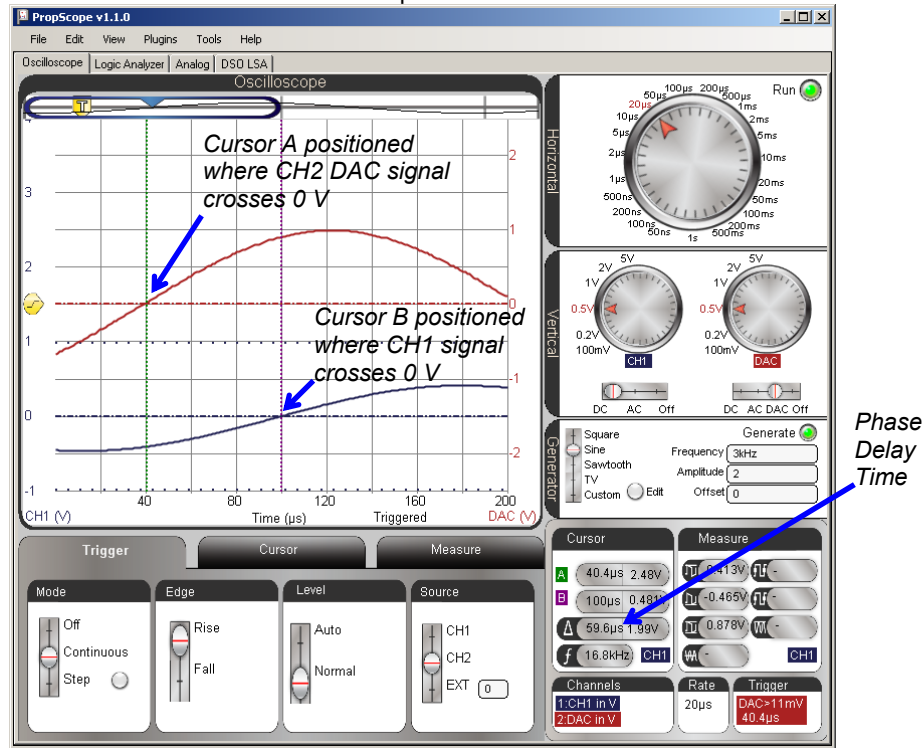 PropScope v1.1.0
File Edit View Plugins Tools Help
Oscilloscope Logic Analyzer Analog DSO LSA
Oscilloscope
T
4
3
2
1
0
-1
2
1
0
-1
-2
Cursor A positioned
where CH2 DAC signal
crosses 0 V
Cursor B positioned
where CH1 signal
crosses 0 V
40 80 120 160 200
CH1 (V) Time (µs) Triggered DAC (V)
Horizontal
Run
50µs 100µs 200µs 500µs
20µs 1ms
10µs 2ms
5µs 5ms
2µs 10ms
1µs 20ms
500ns 50ms
200ns 100ms
100ns 200ms
50ns 1s 500ms
Vertical
5V
2V
1V
0.5V
0.2V
100mV
CH1
DC AC Off
5V
2V
1V
0.5V
0.2V
100mV
DAC
DC AC DAC Off
Generator
Square
Sine
Sawtooth
TV
Custom Edit
Generate
Frequency 3kHz
Amplitude 2
Offset 0
Phase
Delay
Time
Trigger Cursor Measure
Mode
Off
Continuous
Step
Edge
Rise
Fall
Level
Auto
Normal
Source
CH1
CH2
EXT 0
Cursor
A 40.4µs 2.48V
B 100µs 0.481V
Δ 59.6µs 1.99V
f 16.8kHz CH1
Measure
0.413V -
-0.465V -
0.878V -
- CH1
Channels
1:CH1 in V
2:DAC in V
Rate
20µs
Trigger
DAC>11mV
40.4µs